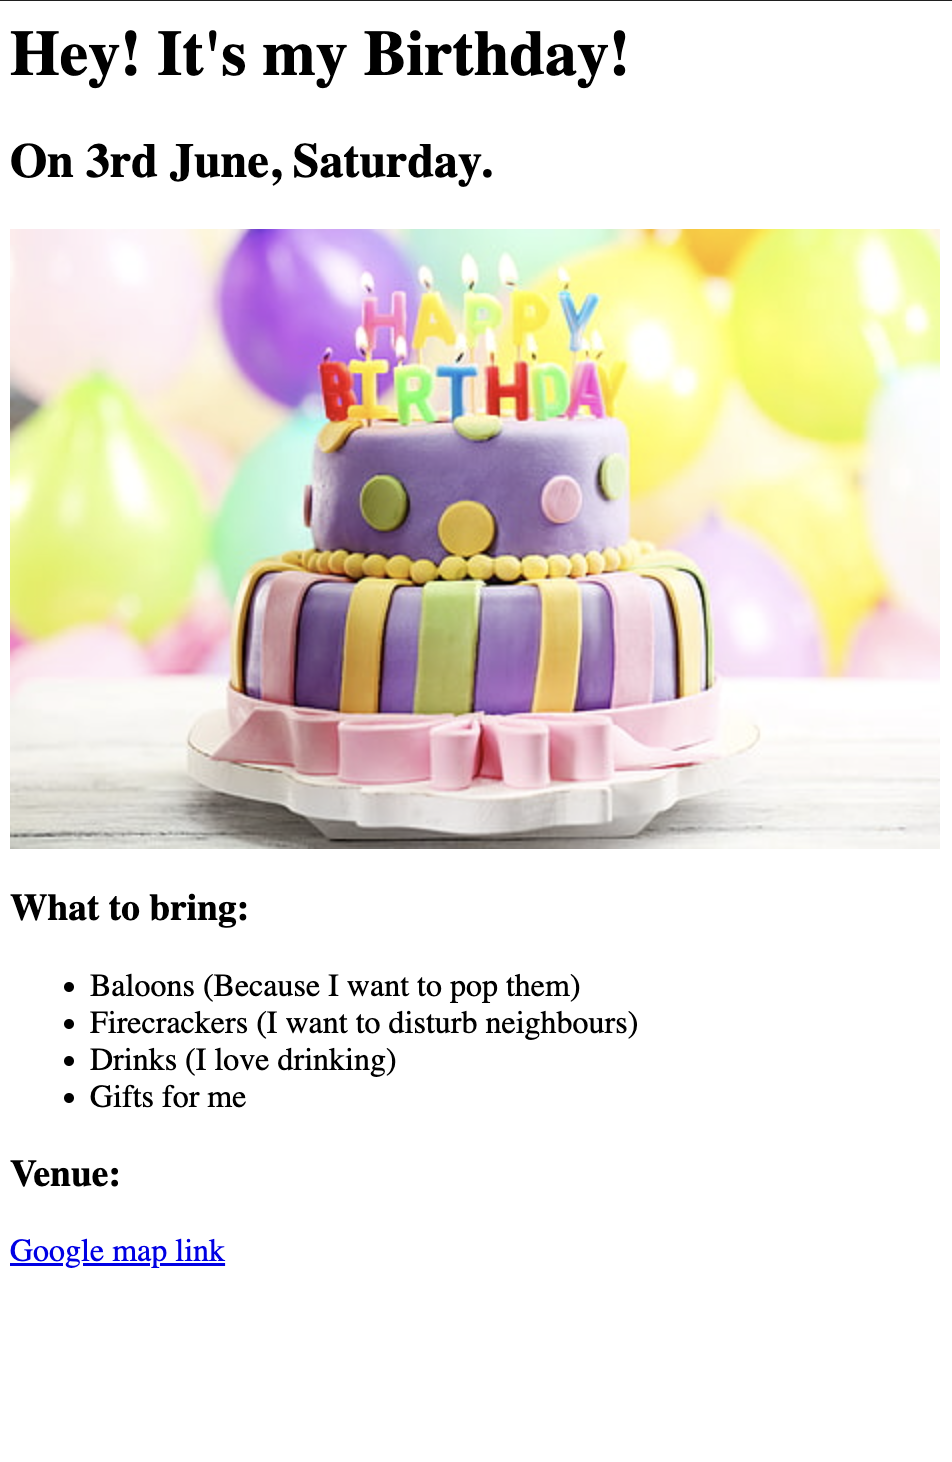 Hey! It's my Birthday!
On 3rd June, Saturday.
HAPPY
BIRTHDAY
What to bring:
Baloons (Because I want to pop them)
Firecrackers (I want to disturb neighbours)
Drinks (I love drinking)
Gifts for me
Venue:
Google map link